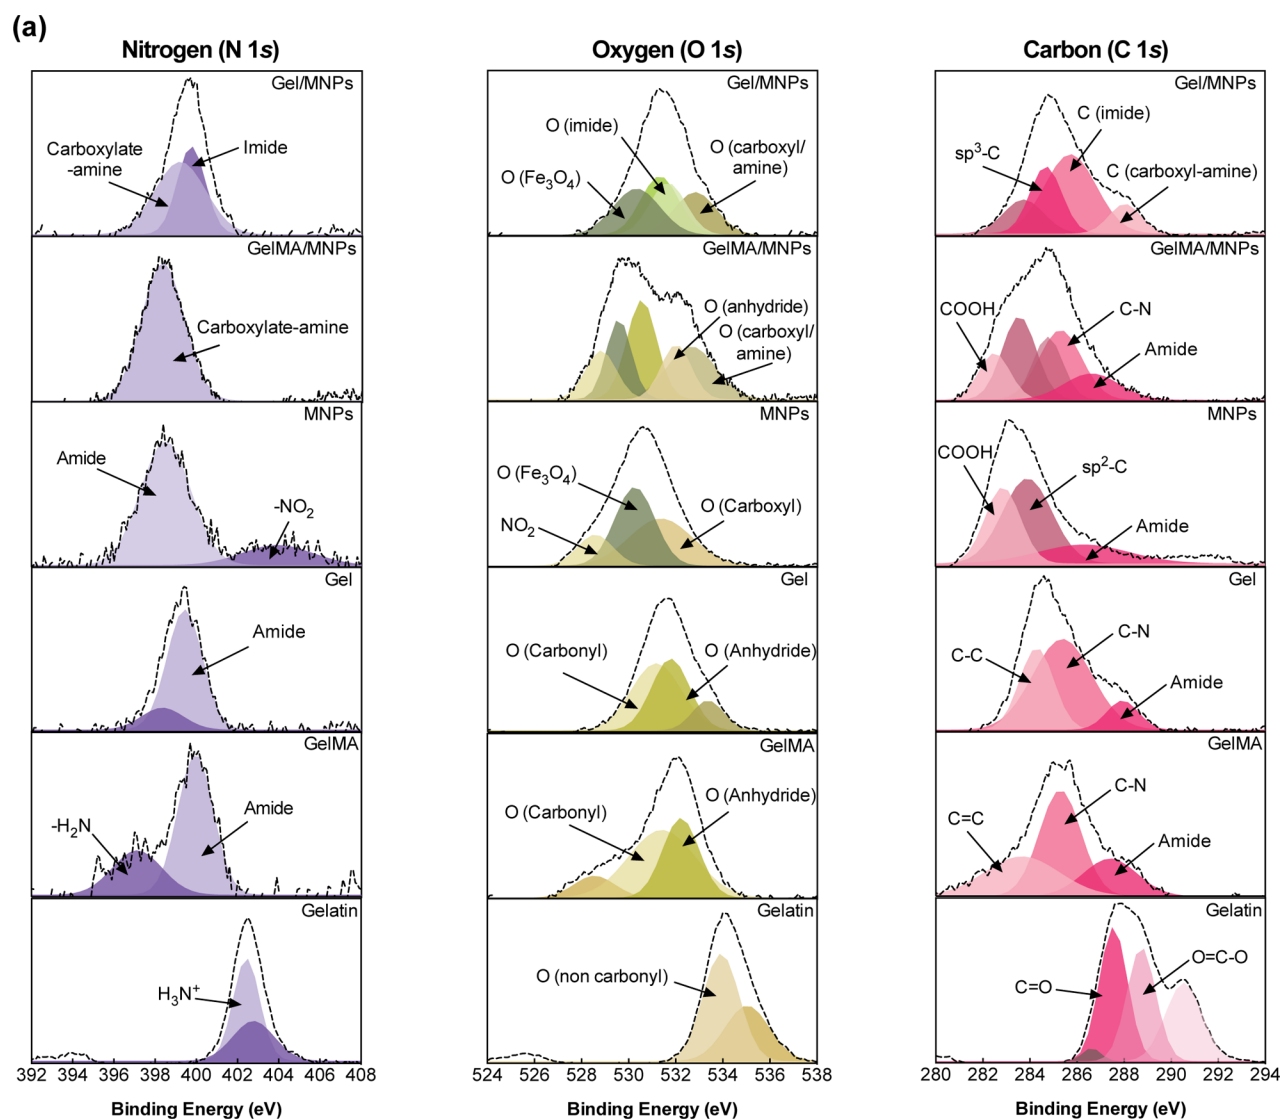 (a)
Nitrogen (N 1s)
Gel/MNPs
Carboxylate
-amine
Imide
GelMA/MNPs
Carboxylate-amine
MNPs
Amide
-NO₂
Gel
Amide
GelMA
-H₂N
Amide
Gelatin
H₃N⁺
392 394 396 398 400 402 404 406 408
Binding Energy (eV)
Oxygen (O 1s)
Gel/MNPs
O (imide)
O (carboxyl/
amine)
O (Fe₃O₄)
GelMA/MNPs
O (anhydride)
O (carboxyl/
amine)
MNPs
O (Fe₃O₄)
O (Carboxyl)
NO₂
Gel
O (Carbonyl)
O (Anhydride)
GelMA
O (Carbonyl)
O (Anhydride)
Gelatin
O (non carbonyl)
524 526 528 530 532 534 536 538
Binding Energy (eV)
Carbon (C 1s)
Gel/MNPs
C (imide)
sp³-C
C (carboxyl-amine)
GelMA/MNPs
COOH
C-N
Amide
MNPs
COOH
sp²-C
Amide
Gel
C-N
C-C
Amide
GelMA
C-N
C=C
Amide
Gelatin
O=C-O
C=O
280 282 284 286 288 290 292 294
Binding Energy (eV)